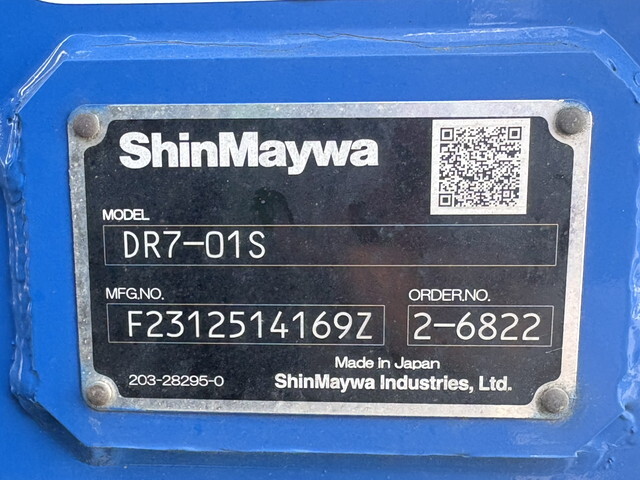 ShinMaywa
MODEL
DR7-01S
MFG.NO. ORDER.NO.
F2312514169Z 2-6822
Made in Japan
203-28295-0 ShinMaywa Industries, Ltd.